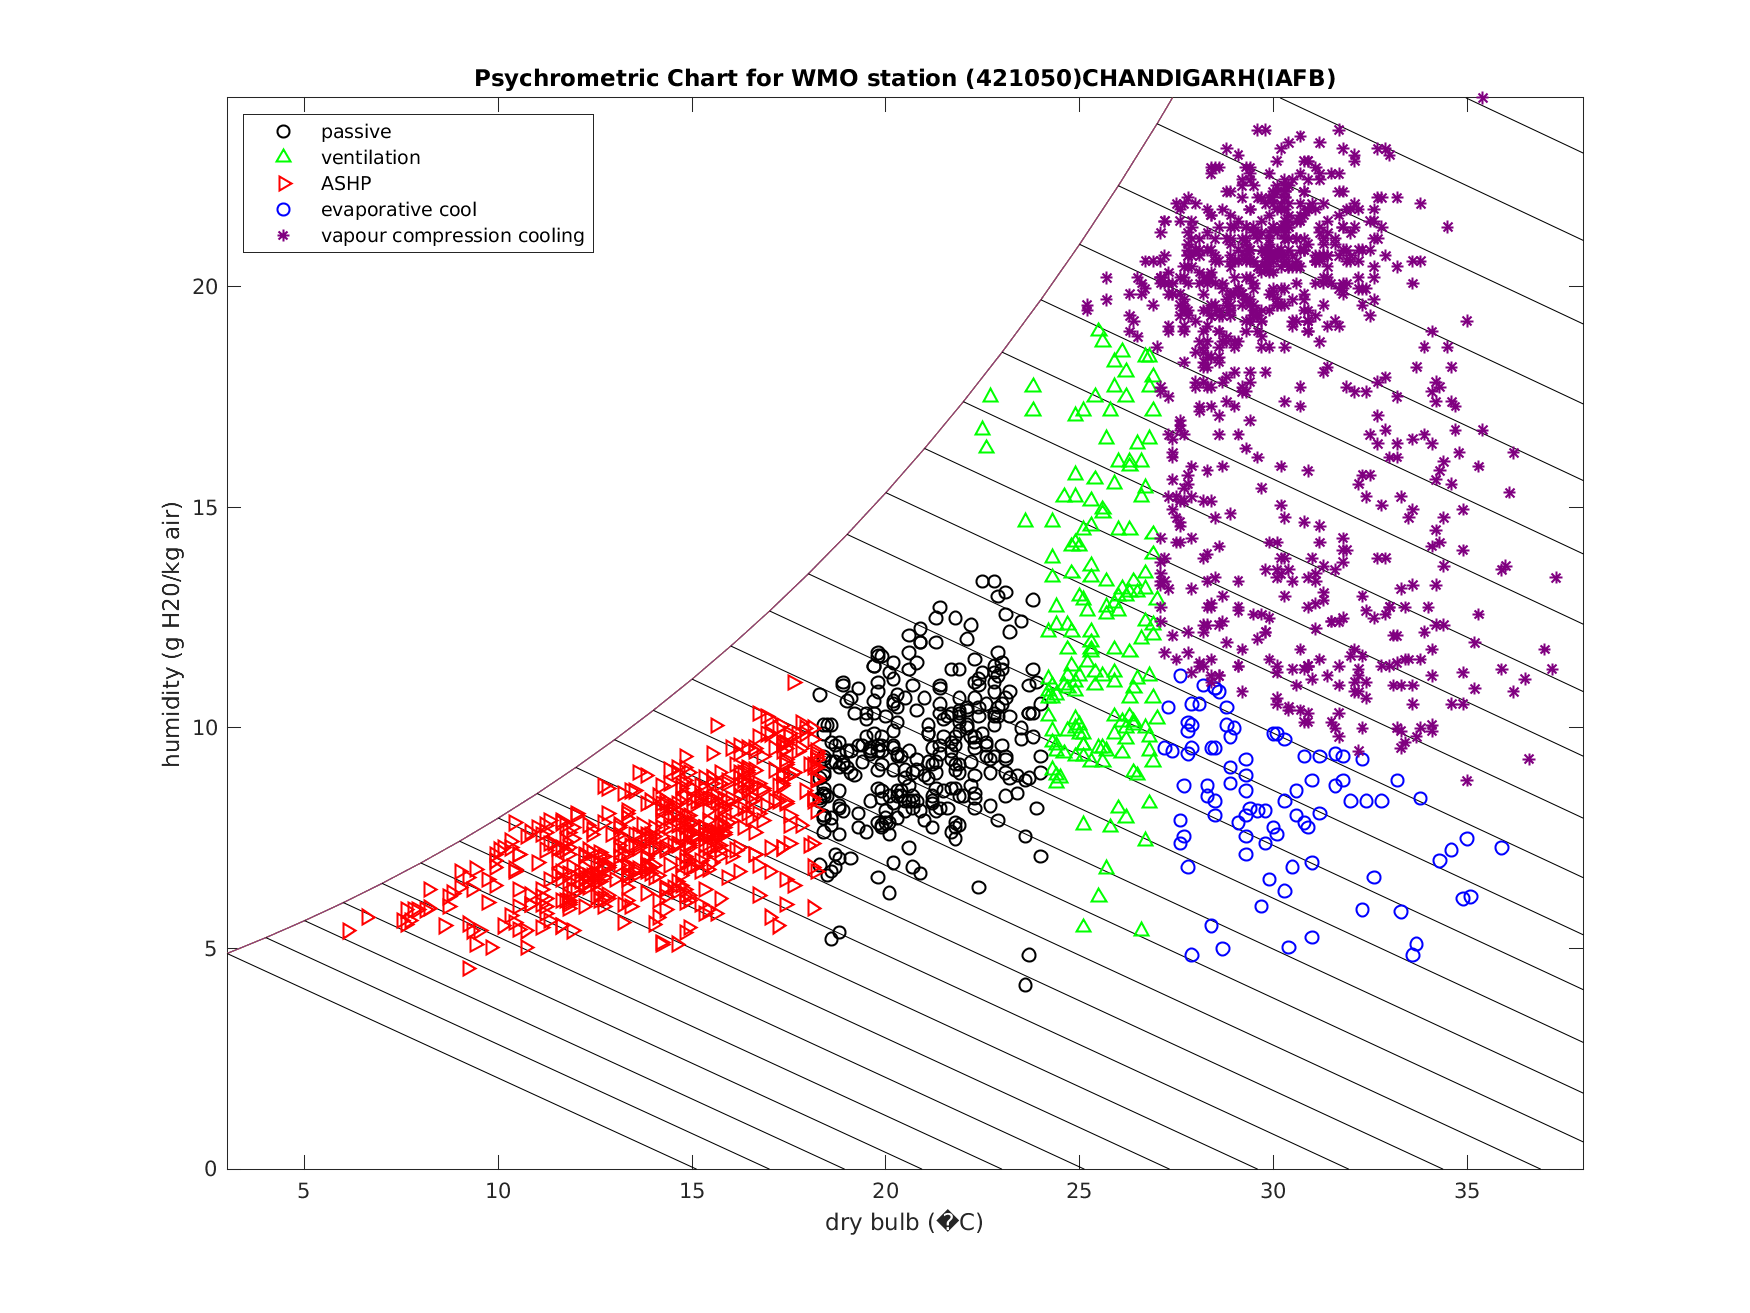 Psychrometric Chart for WMO station (421050)CHANDIGARH(IAFB)
passive
ventilation
ASHP
evaporative cool
vapour compression cooling
humidity (g H20/kg air)
20
15
10
5
0
5 10 15 20 25 30 35
dry bulb (�C)